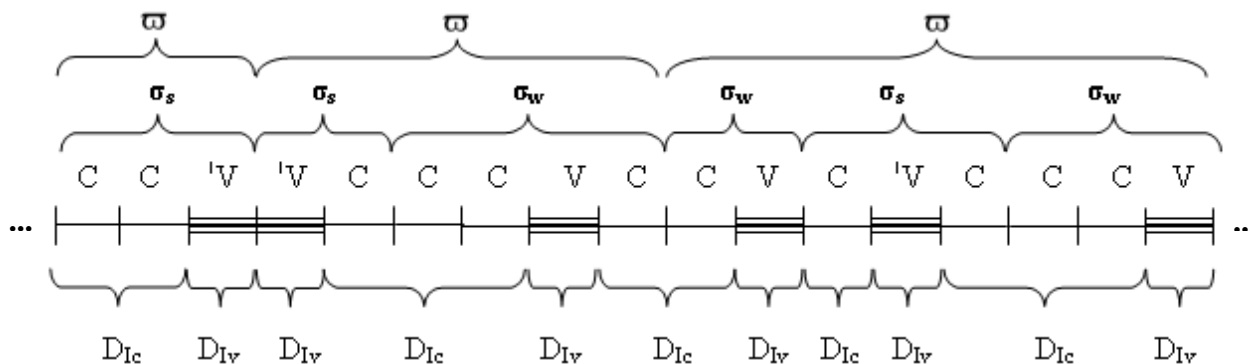 ϖ ϖ ϖ
σs σs σw σw σs σw
C C ˈV ˈV C C C V C C V C ˈV C C C V
... ..
DIc DIv DIv DIc DIv DIc DIv DIc DIv DIc DIv